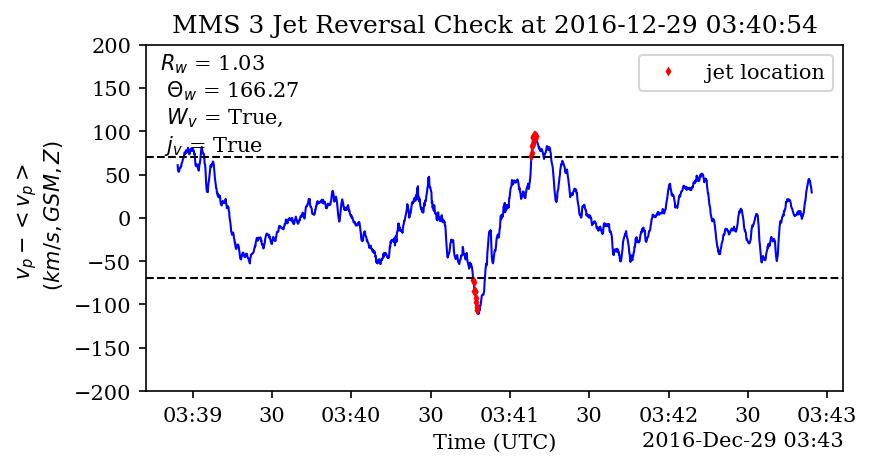 MMS 3 Jet Reversal Check at 2016-12-29 03:40:54
R_w = 1.03
Θ_w = 166.27
W_v = True,
j_v = True
jet location
v_p − < v_p >
(km/s, GSM, Z)
200
150
100
50
0
−50
−100
−150
−200
03:39 30 03:40 30 03:41 30 03:42 30 03:43
Time (UTC)
2016-Dec-29 03:43